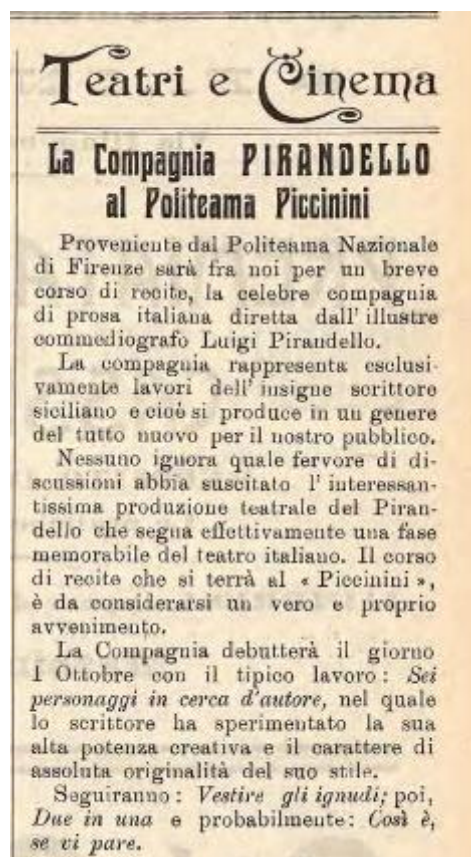 Teatri e Cinema
La Compagnia PIRANDELLO
al Politeama Piccinini
Proveniente dal Politeama Nazionale
di Firenze sarà fra noi per un breve
corso di recite, la celebre compagnia
di prosa italiana diretta dall' illustre
commediografo Luigi Pirandello.
La compagnia rappresenta esclusi-
vamente lavori dell' insigne scrittore
siciliano e cioè si produce in un genere
del tutto nuovo per il nostro pubblico.
Nessuno ignora quale fervore di di-
scussioni abbia suscitato l' interessan-
tissima produzione teatrale del Piran-
dello che segna effettivamente una fase
memorabile del teatro italiano. Il corso
di recite che si terrà al « Piccinini »,
è da considerarsi un vero e proprio
avvenimento.
La Compagnia debutterà il giorno
1 Ottobre con il tipico lavoro : Sei
personaggi in cerca d'autore, nel quale
lo scrittore ha sperimentato la sua
alta potenza creativa e il carattere di
assoluta originalità del suo stile.
Seguiranno : Vestire gli ignudi; poi,
Due in una e probabilmente: Così è,
se vi pare.